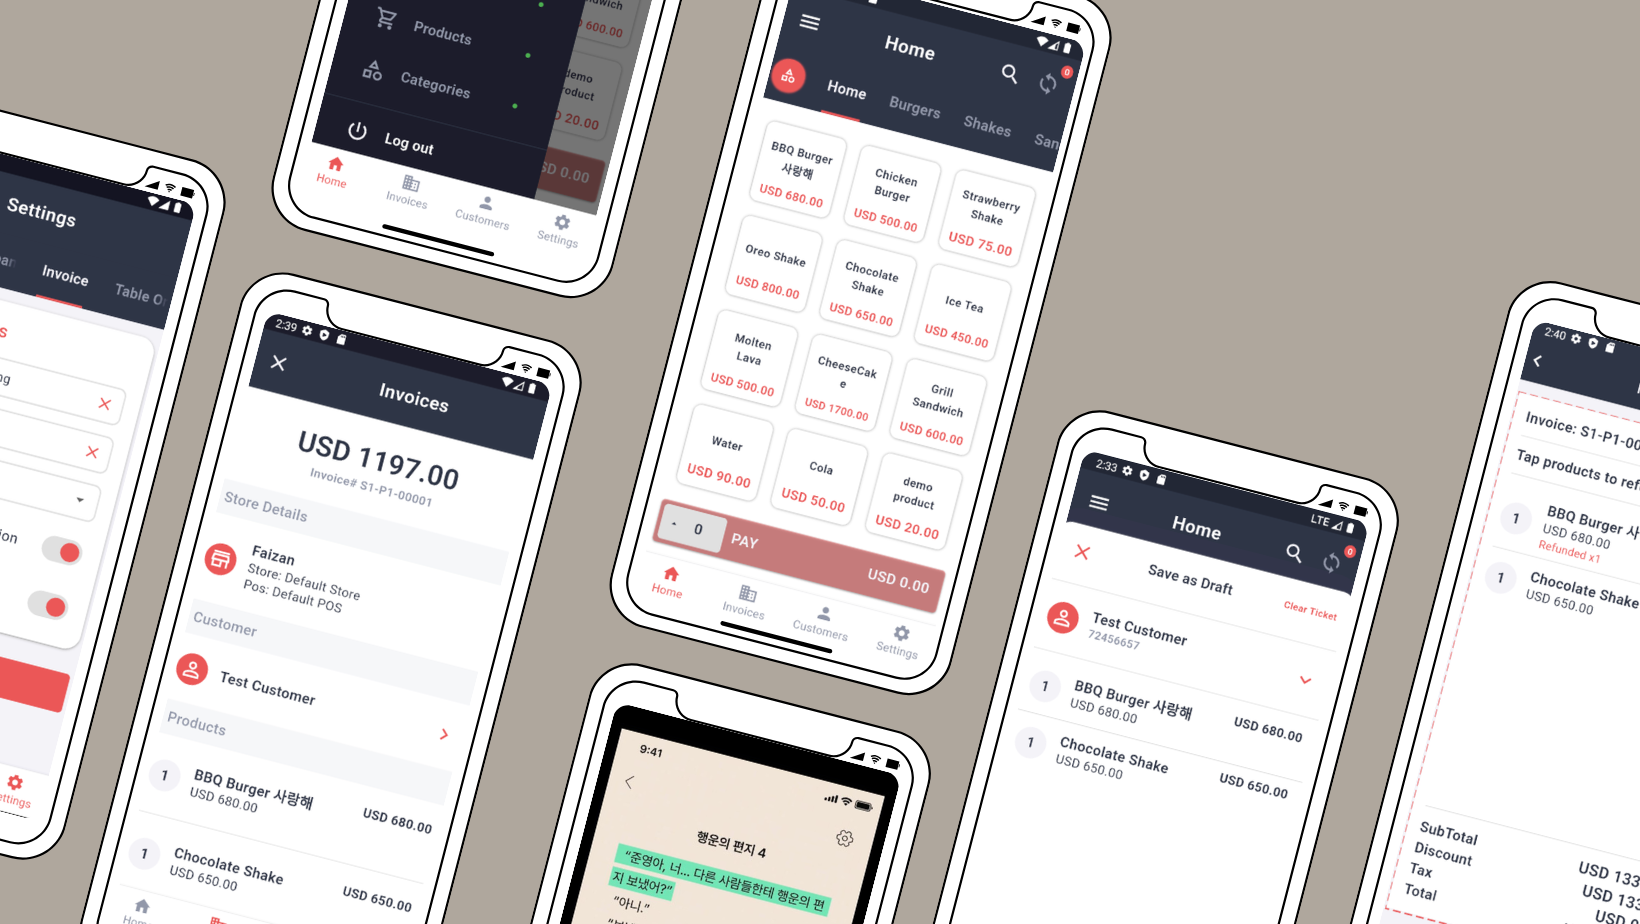 Settings
Invoice
Table O
ng
ion
ettings
Products
Categories
Log out
600.00
demo
20.00
USD 0.00
Home
Invoices
Customers
Settings
2:39
Invoices
USD 1197.00
Invoice# S1-P1-00001
Store Details
Faizan
Store: Default Store
Pos: Default POS
Customer
Test Customer
Products
1
BBQ Burger 사랑해
USD 680.00
USD 680.00
1
Chocolate Shake
USD 650.00
USD 650.00
Home
Home
0
Home
Burgers
Shakes
San
BBQ Burger
사랑해
USD 680.00
Chicken
Burger
USD 500.00
Strawberry
Shake
USD 75.00
Oreo Shake
USD 800.00
Chocolate
Shake
USD 650.00
Ice Tea
USD 450.00
Molten
Lava
USD 500.00
CheeseCak
e
USD 1700.00
Grill
Sandwich
USD 600.00
Water
USD 90.00
Cola
USD 50.00
demo
product
USD 20.00
0
PAY
USD 0.00
Home
Invoices
Customers
Settings
9:41
행운의 편지 4
“준영아, 너... 다른 사람들한테 행운의 편
지 보냈어?”
“아니.”
2:33
LTE
Home
0
Save as Draft
Clear Ticket
Test Customer
72456657
1
BBQ Burger 사랑해
USD 680.00
USD 680.00
1
Chocolate Shake
USD 650.00
USD 650.00
2:40
Invoice: S1-P1-00
Tap products to ref
1
BBQ Burger 사
USD 680.00
Refunded x1
1
Chocolate Shake
USD 650.00
SubTotal
USD 133
Discount
USD 133
Tax
USD 0
Total